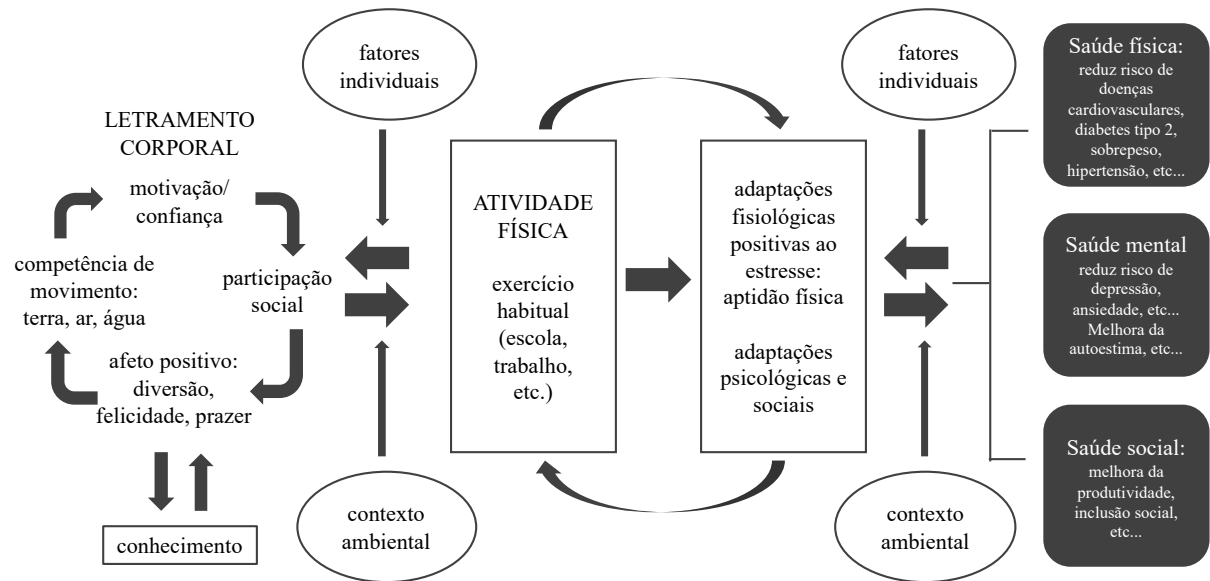 LETRAMENTO
CORPORAL
motivação/
confiança
participação
social
afeto positivo:
diversão,
felicidade, prazer
competência de
movimento:
terra, ar, água
conhecimento
fatores
individuais
contexto
ambiental
ATIVIDADE
FÍSICA
exercício
habitual
(escola,
trabalho,
etc.)
adaptações
fisiológicas
positivas ao
estresse:
aptidão física
adaptações
psicológicas e
sociais
fatores
individuais
contexto
ambiental
Saúde física:
reduz risco de
doenças
cardiovasculares,
diabetes tipo 2,
sobrepeso,
hipertensão, etc...
Saúde mental
reduz risco de
depressão,
ansiedade, etc...
Melhora da
autoestima, etc...
Saúde social:
melhora da
produtividade,
inclusão social,
etc...